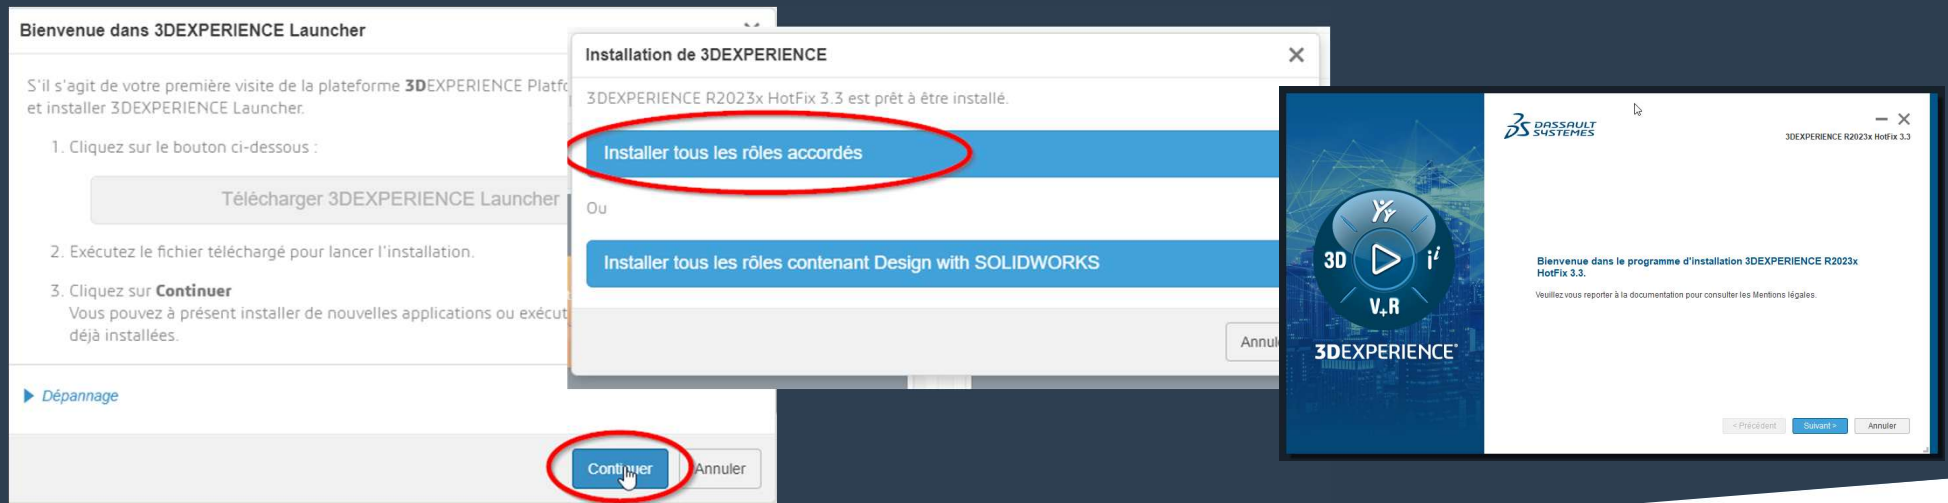 Bienvenue dans 3DEXPERIENCE Launcher
S'il s'agit de votre première visite de la plateforme 3DEXPERIENCE
et installer 3DEXPERIENCE Launcher.
1. Cliquez sur le bouton ci-dessous :
Télécharger 3DEXPERIENCE Launcher
2. Exécutez le fichier téléchargé pour lancer l'installation.
3. Cliquez sur Continuer
Vous pouvez à présent installer de nouvelles applications ou
déjà installées.
Dépannage
Continuer
Annuler
Installation de 3DEXPERIENCE
3DEXPERIENCE R2023x HotFix 3.3 est prêt à être installé.
Installer tous les rôles accordés
Ou
Installer tous les rôles contenant Design with SOLIDWORKS
DASSAULT
SYSTEMES
3DEXPERIENCE R2023x HotFix 3.3
3D
V+R
3DEXPERIENCE®
Bienvenue dans le programme d'installation 3DEXPERIENCE R2023x
HotFix 3.3.
Veuillez vous reporter à la documentation pour consulter les Mentions légales.
< Précédent
Suivant >
Annuler